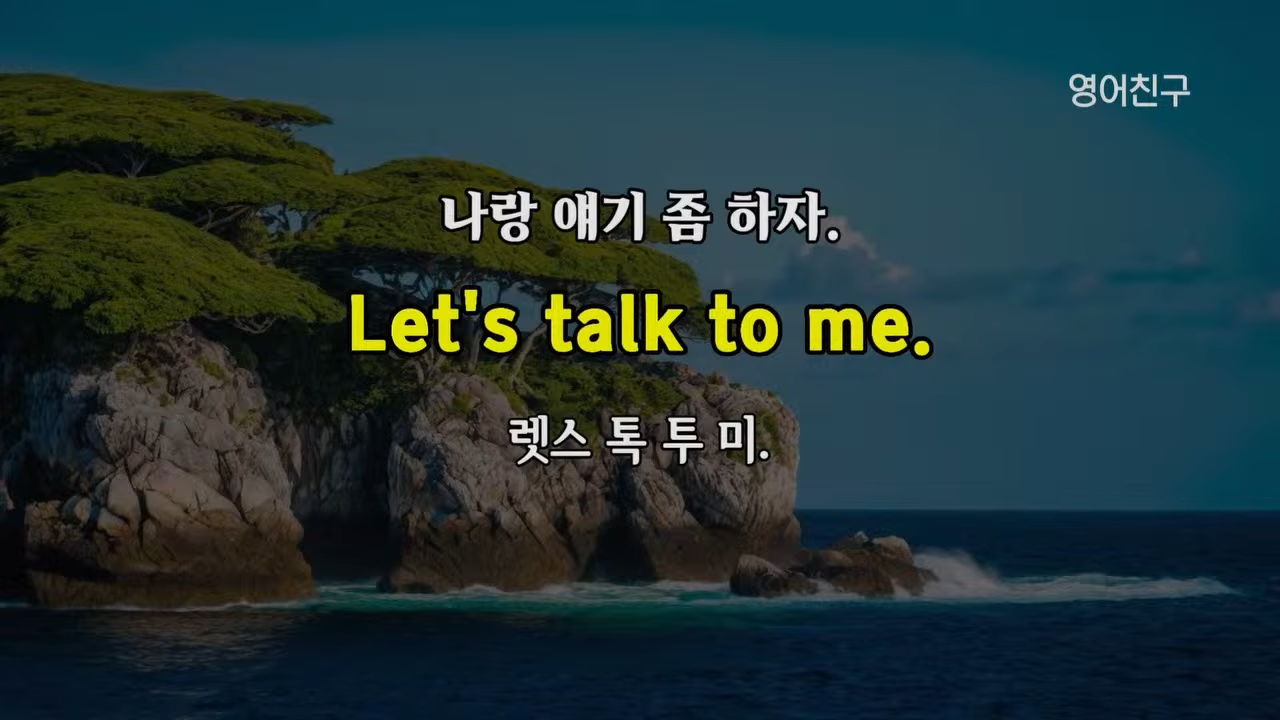 영어친구
나랑 얘기 좀 하자.
Let's talk to me.
렛스 톡 투 미.